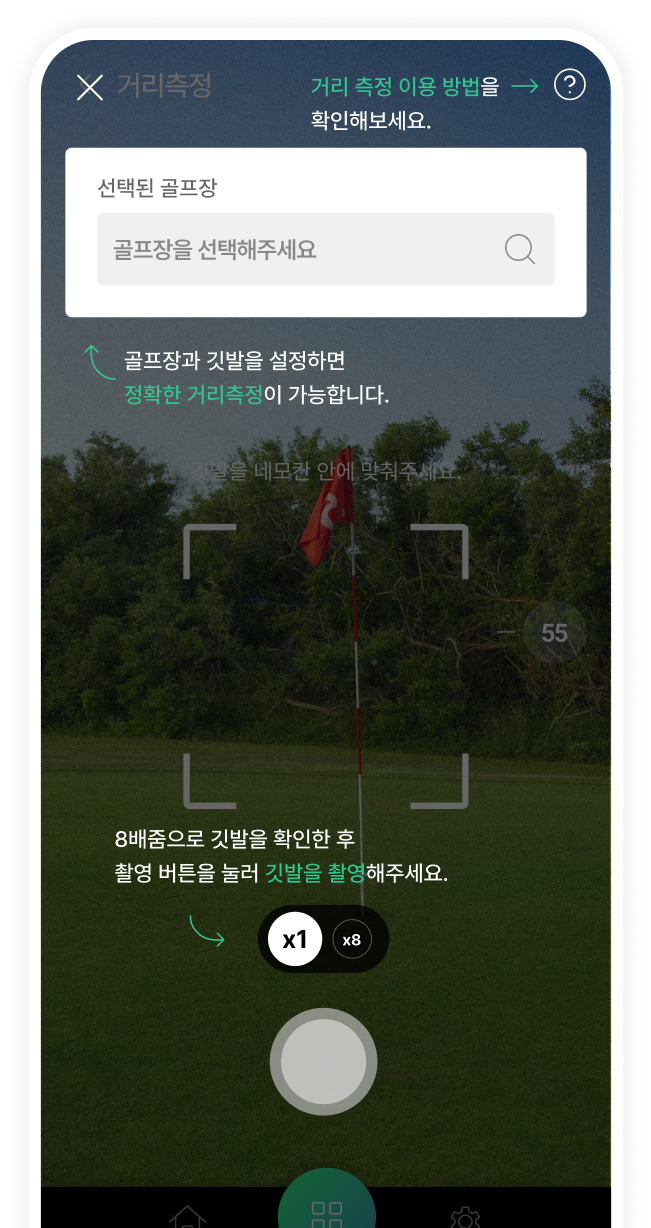 거리측정
거리 측정 이용 방법을
확인해보세요.
선택된 골프장
골프장을 선택해주세요
골프장과 깃발을 설정하면
정확한 거리측정이 가능합니다.
깃발을 네모칸 안에 맞춰주세요.
55
8배줌으로 깃발을 확인한 후
촬영 버튼을 눌러 깃발을 촬영해주세요.
x1 x8